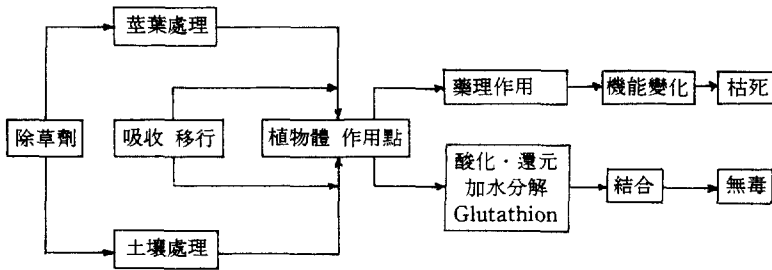 莖葉處理
藥理作用
機能變化
枯死
除草劑
吸收 移行
植物體 作用點
酸化・還元
加水分解
Glutathion
結合
無毒
土壤處理